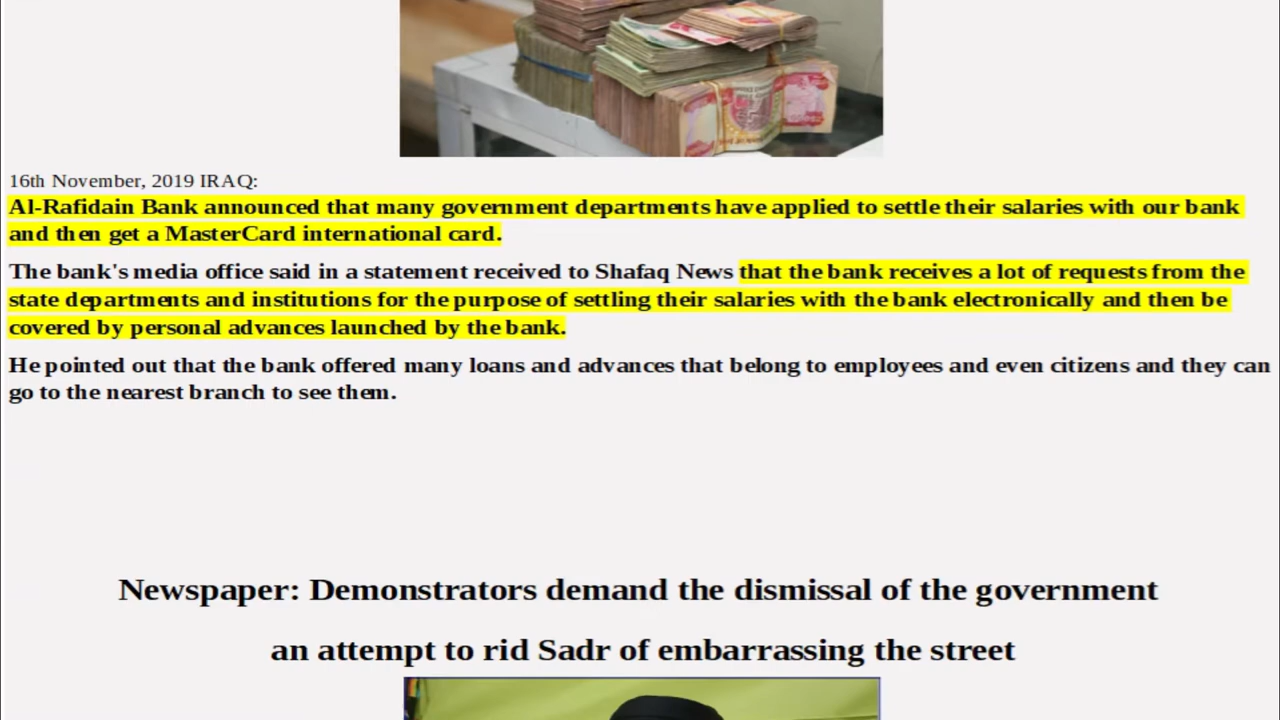 16th November, 2019 IRAQ:
Al-Rafidain Bank announced that many government departments have applied to settle their salaries with our bank
and then get a MasterCard international card.
The bank's media office said in a statement received to Shafaq News that the bank receives a lot of requests from the
state departments and institutions for the purpose of settling their salaries with the bank electronically and then be
covered by personal advances launched by the bank.
He pointed out that the bank offered many loans and advances that belong to employees and even citizens and they can
go to the nearest branch to see them.
Newspaper: Demonstrators demand the dismissal of the government
an attempt to rid Sadr of embarrassing the street